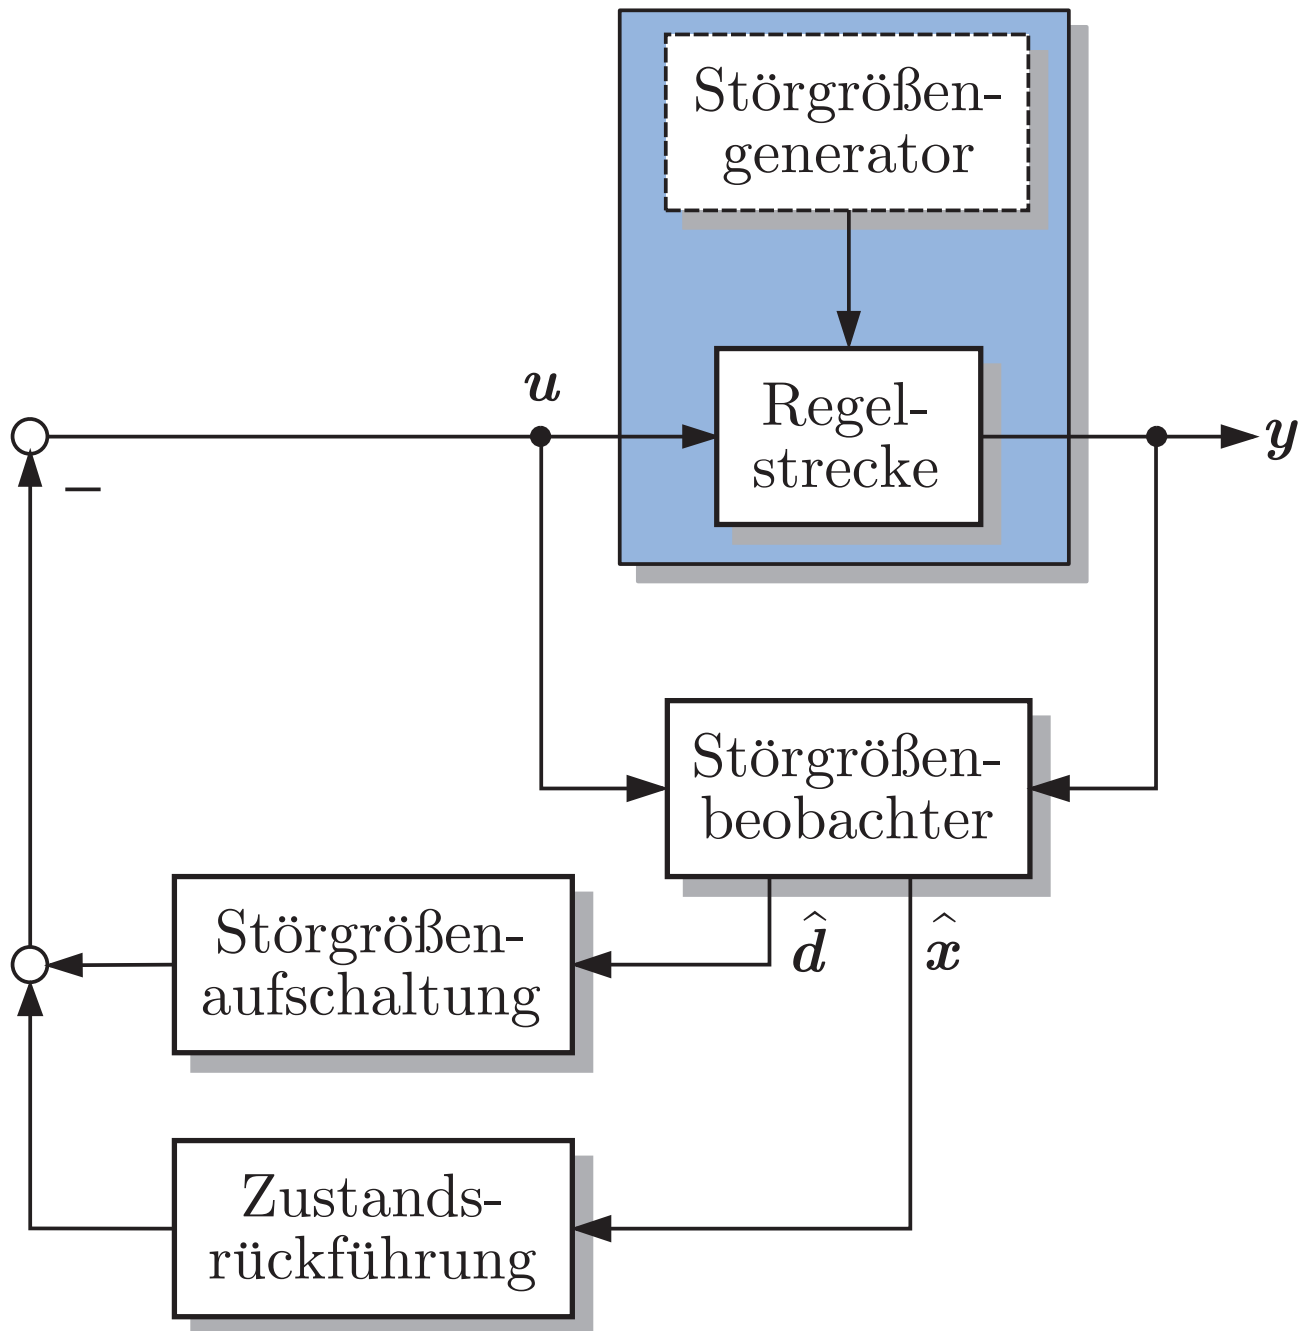 Störgrößen-
generator
u
Regel-
strecke
y
−
Störgrößen-
beobachter
Störgrößen-
aufschaltung
d̂
x̂
Zustands-
rückführung